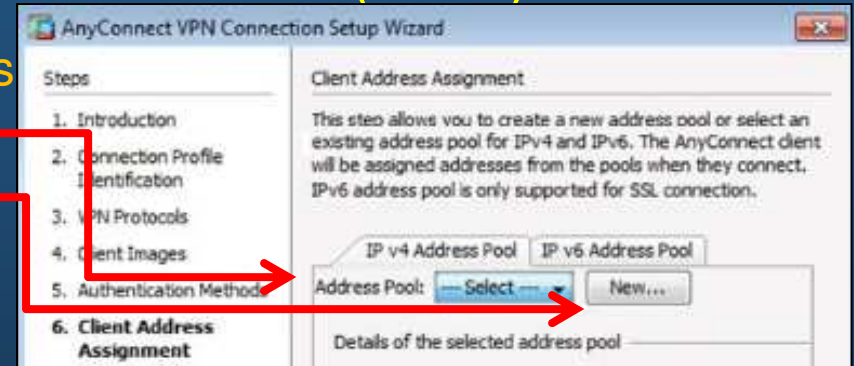 AnyConnect VPN Connection Setup Wizard
s
Steps
1. Introduction
2. Connection Profile
Identification
3. VPN Protocols
4. Client Images
5. Authentication Methods
6. Client Address
Assignment
Client Address Assignment
This step allows you to create a new address pool or select an
existing address pool for IPv4 and IPv6. The AnyConnect client
will be assigned addresses from the pools when they connect.
IPv6 address pool is only supported for SSL connection.
IP v4 Address Pool IP v6 Address Pool
Address Pool: --- Select --- New...
Details of the selected address pool